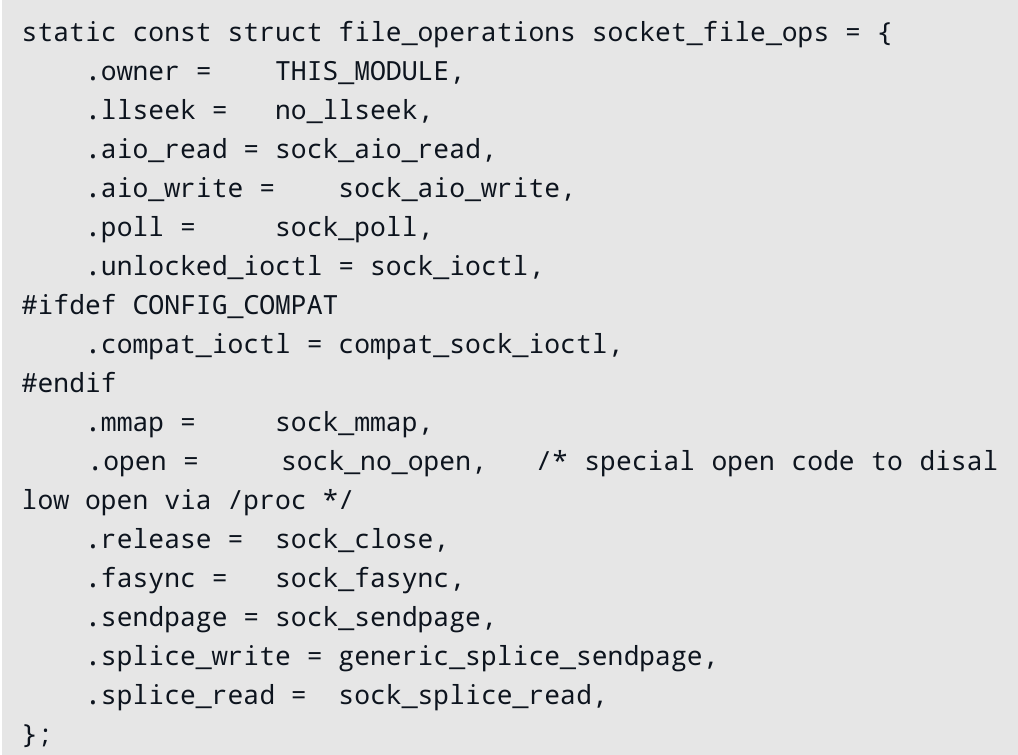 static const struct file_operations socket_file_ops = {
    .owner =    THIS_MODULE,
    .llseek =   no_llseek,
    .aio_read = sock_aio_read,
    .aio_write =    sock_aio_write,
    .poll =     sock_poll,
    .unlocked_ioctl = sock_ioctl,
#ifdef CONFIG_COMPAT
    .compat_ioctl = compat_sock_ioctl,
#endif
    .mmap =     sock_mmap,
    .open =     sock_no_open,   /* special open code to disal
low open via /proc */
    .release =  sock_close,
    .fasync =   sock_fasync,
    .sendpage = sock_sendpage,
    .splice_write = generic_splice_sendpage,
    .splice_read =  sock_splice_read,
};